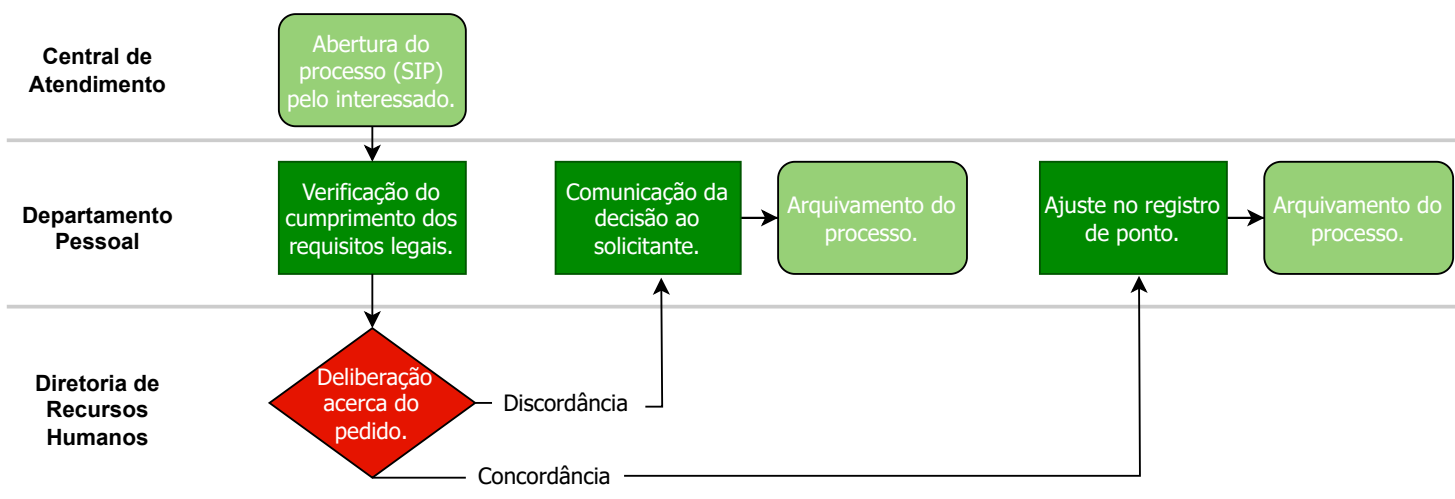 Central de
Atendimento
Abertura do
processo (SIP)
pelo interessado.
Departamento
Pessoal
Verificação do
cumprimento dos
requisitos legais.
Comunicação da
decisão ao
solicitante.
Arquivamento do
processo.
Ajuste no registro
de ponto.
Arquivamento do
processo.
Diretoria de
Recursos
Humanos
Deliberação
acerca do
pedido.
Discordância
Concordância